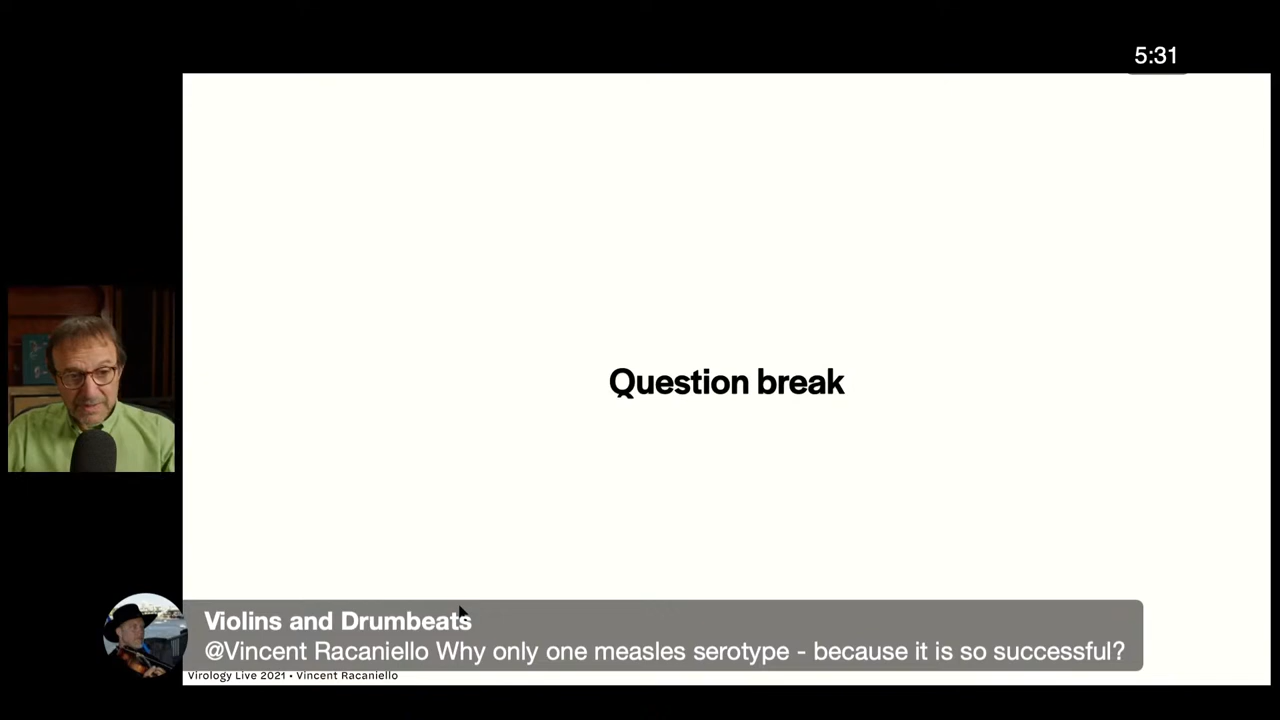 5:31
Question break
Violins and Drumbeats
@Vincent Racaniello Why only one measles serotype - because it is so successful?
Virology Live 2021 • Vincent Racaniello